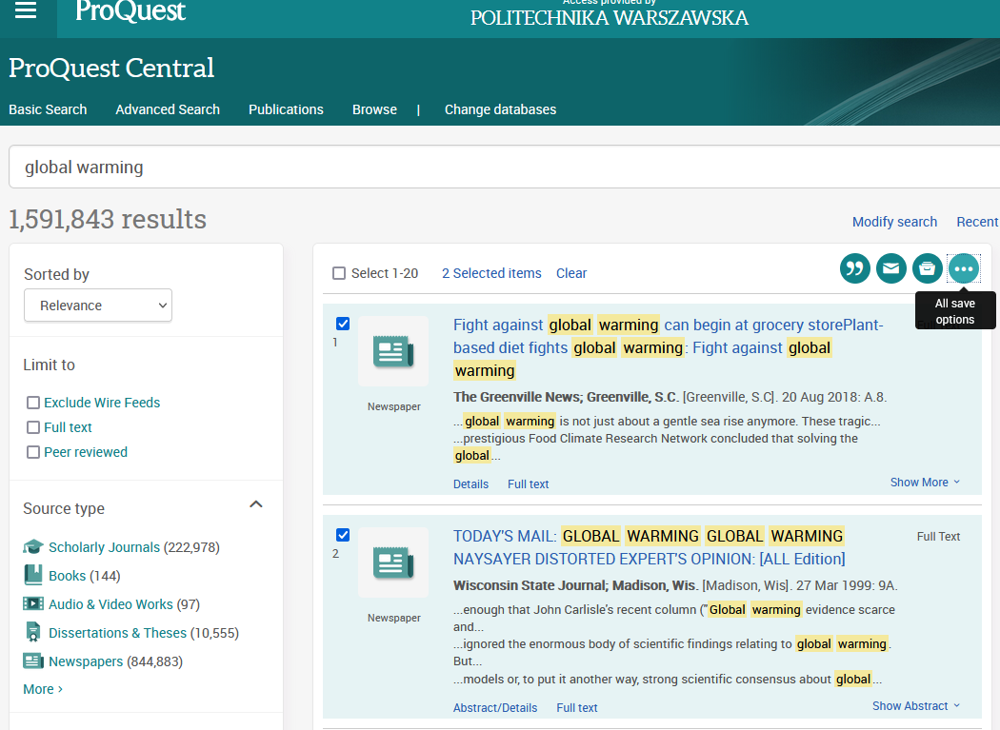 ProQuest
Access provided by
POLITECHNIKA WARSZAWSKA
ProQuest Central
Basic Search Advanced Search Publications Browse | Change databases
global warming
1,591,843 results
Modify search Recent
Sorted by
Relevance
Limit to
Exclude Wire Feeds
Full text
Peer reviewed
Source type
Scholarly Journals (222,978)
Books (144)
Audio & Video Works (97)
Dissertations & Theses (10,555)
Newspapers (844,883)
More ›
Select 1-20 2 Selected items Clear
All save
options
1
Newspaper
Fight against global warming can begin at grocery storePlant-
based diet fights global warming: Fight against global
warming
The Greenville News; Greenville, S.C. [Greenville, S.C]. 20 Aug 2018: A.8.
...global warming is not just about a gentle sea rise anymore. These tragic...
...prestigious Food Climate Research Network concluded that solving the
global...
Details Full text
Show More
2
Newspaper
TODAY'S MAIL: GLOBAL WARMING GLOBAL WARMING
NAYSAYER DISTORTED EXPERT'S OPINION: [ALL Edition]
Full Text
Wisconsin State Journal; Madison, Wis. [Madison, Wis]. 27 Mar 1999: 9A.
...enough that John Carlisle's recent column ("Global warming evidence scarce
and...
...ignored the enormous body of scientific findings relating to global warming.
But...
...models or, to put it another way, strong scientific consensus about global...
Abstract/Details Full text
Show Abstract